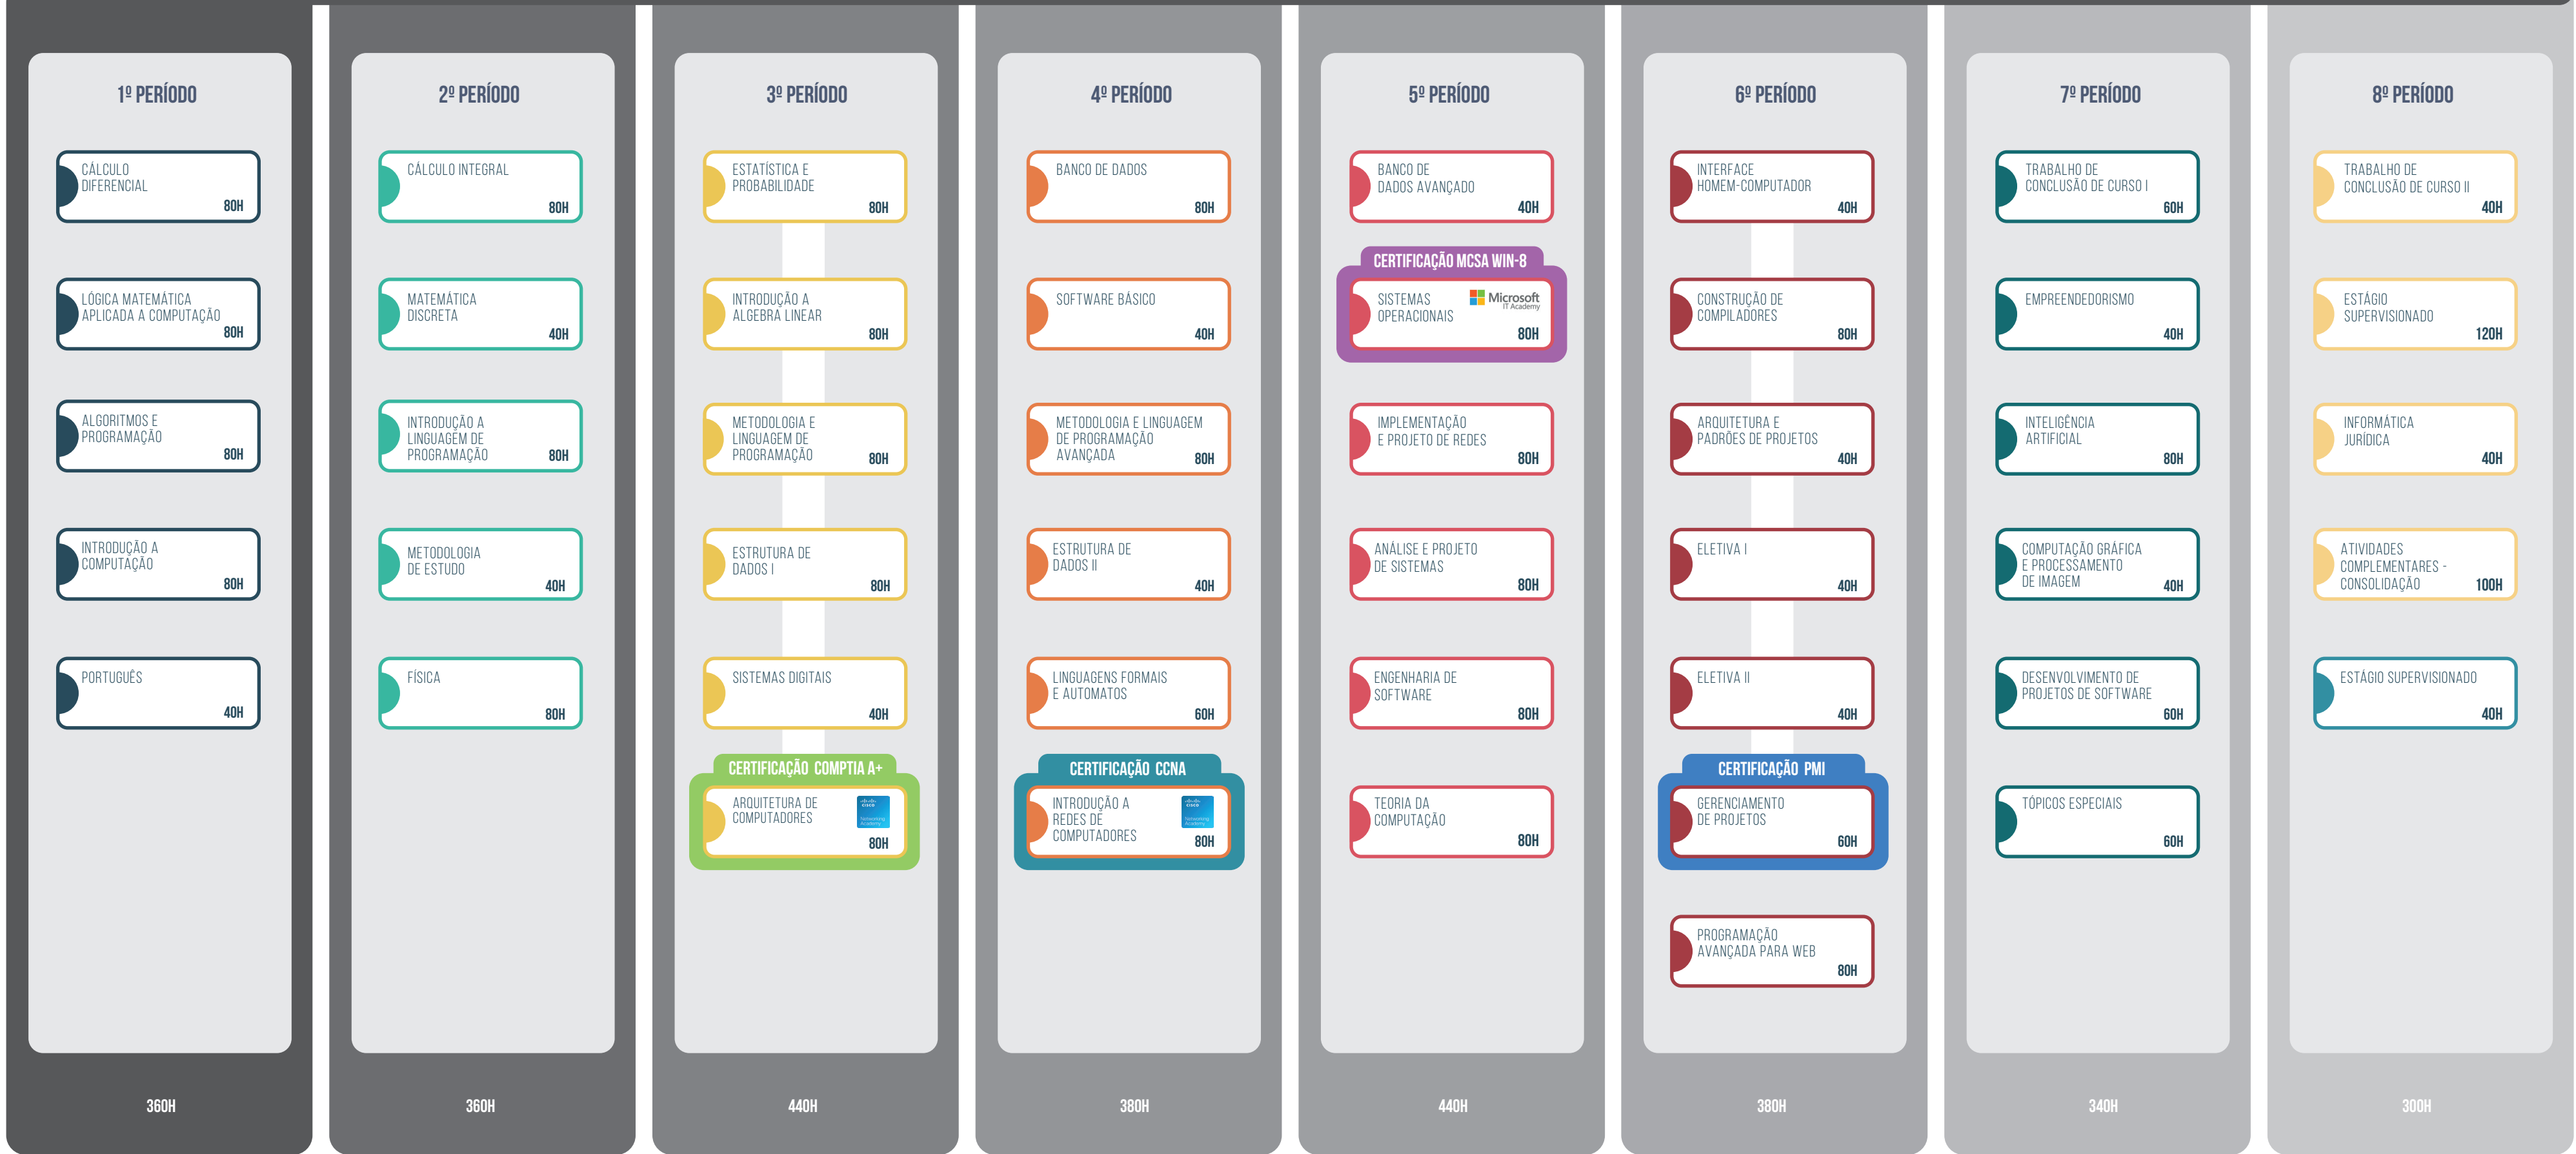 1º PERÍODO
CÁLCULO
DIFERENCIAL
80H
LÓGICA MATEMÁTICA
APLICADA A COMPUTAÇÃO
80H
ALGORITMOS E
PROGRAMAÇÃO
80H
INTRODUÇÃO A
COMPUTAÇÃO
80H
PORTUGUÊS
40H
360H
2º PERÍODO
CÁLCULO INTEGRAL
80H
MATEMÁTICA
DISCRETA
40H
INTRODUÇÃO A
LINGUAGEM DE
PROGRAMAÇÃO
80H
METODOLOGIA
DE ESTUDO
40H
FÍSICA
80H
360H
3º PERÍODO
ESTATÍSTICA E
PROBABILIDADE
80H
INTRODUÇÃO A
ALGEBRA LINEAR
80H
METODOLOGIA E
LINGUAGEM DE
PROGRAMAÇÃO
80H
ESTRUTURA DE
DADOS I
80H
SISTEMAS DIGITAIS
40H
CERTIFICAÇÃO COMPTIA A+
ARQUITETURA DE
COMPUTADORES
CISCO
Networking
Academy
80H
440H
4º PERÍODO
BANCO DE DADOS
80H
SOFTWARE BÁSICO
40H
METODOLOGIA E LINGUAGEM
DE PROGRAMAÇÃO
AVANÇADA
80H
ESTRUTURA DE
DADOS II
40H
LINGUAGENS FORMAIS
E AUTOMATOS
60H
CERTIFICAÇÃO CCNA
INTRODUÇÃO A
REDES DE
COMPUTADORES
CISCO
Networking
Academy
80H
380H
5º PERÍODO
BANCO DE
DADOS AVANÇADO
40H
CERTIFICAÇÃO MCSA WIN-8
SISTEMAS
OPERACIONAIS
Microsoft
IT Academy
80H
IMPLEMENTAÇÃO
E PROJETO DE REDES
80H
ANÁLISE E PROJETO
DE SISTEMAS
80H
ENGENHARIA DE
SOFTWARE
80H
TEORIA DA
COMPUTAÇÃO
80H
440H
6º PERÍODO
INTERFACE
HOMEM-COMPUTADOR
40H
CONSTRUÇÃO DE
COMPILADORES
80H
ARQUITETURA E
PADRÕES DE PROJETOS
40H
ELETIVA I
40H
ELETIVA II
40H
CERTIFICAÇÃO PMI
GERENCIAMENTO
DE PROJETOS
60H
PROGRAMAÇÃO
AVANÇADA PARA WEB
80H
380H
7º PERÍODO
TRABALHO DE
CONCLUSÃO DE CURSO I
60H
EMPREENDEDORISMO
40H
INTELIGÊNCIA
ARTIFICIAL
80H
COMPUTAÇÃO GRÁFICA
E PROCESSAMENTO
DE IMAGEM
40H
DESENVOLVIMENTO DE
PROJETOS DE SOFTWARE
60H
TÓPICOS ESPECIAIS
60H
340H
8º PERÍODO
TRABALHO DE
CONCLUSÃO DE CURSO II
40H
ESTÁGIO
SUPERVISIONADO
120H
INFORMÁTICA
JURÍDICA
40H
ATIVIDADES
COMPLEMENTARES -
CONSOLIDAÇÃO
100H
ESTÁGIO SUPERVISIONADO
40H
300H